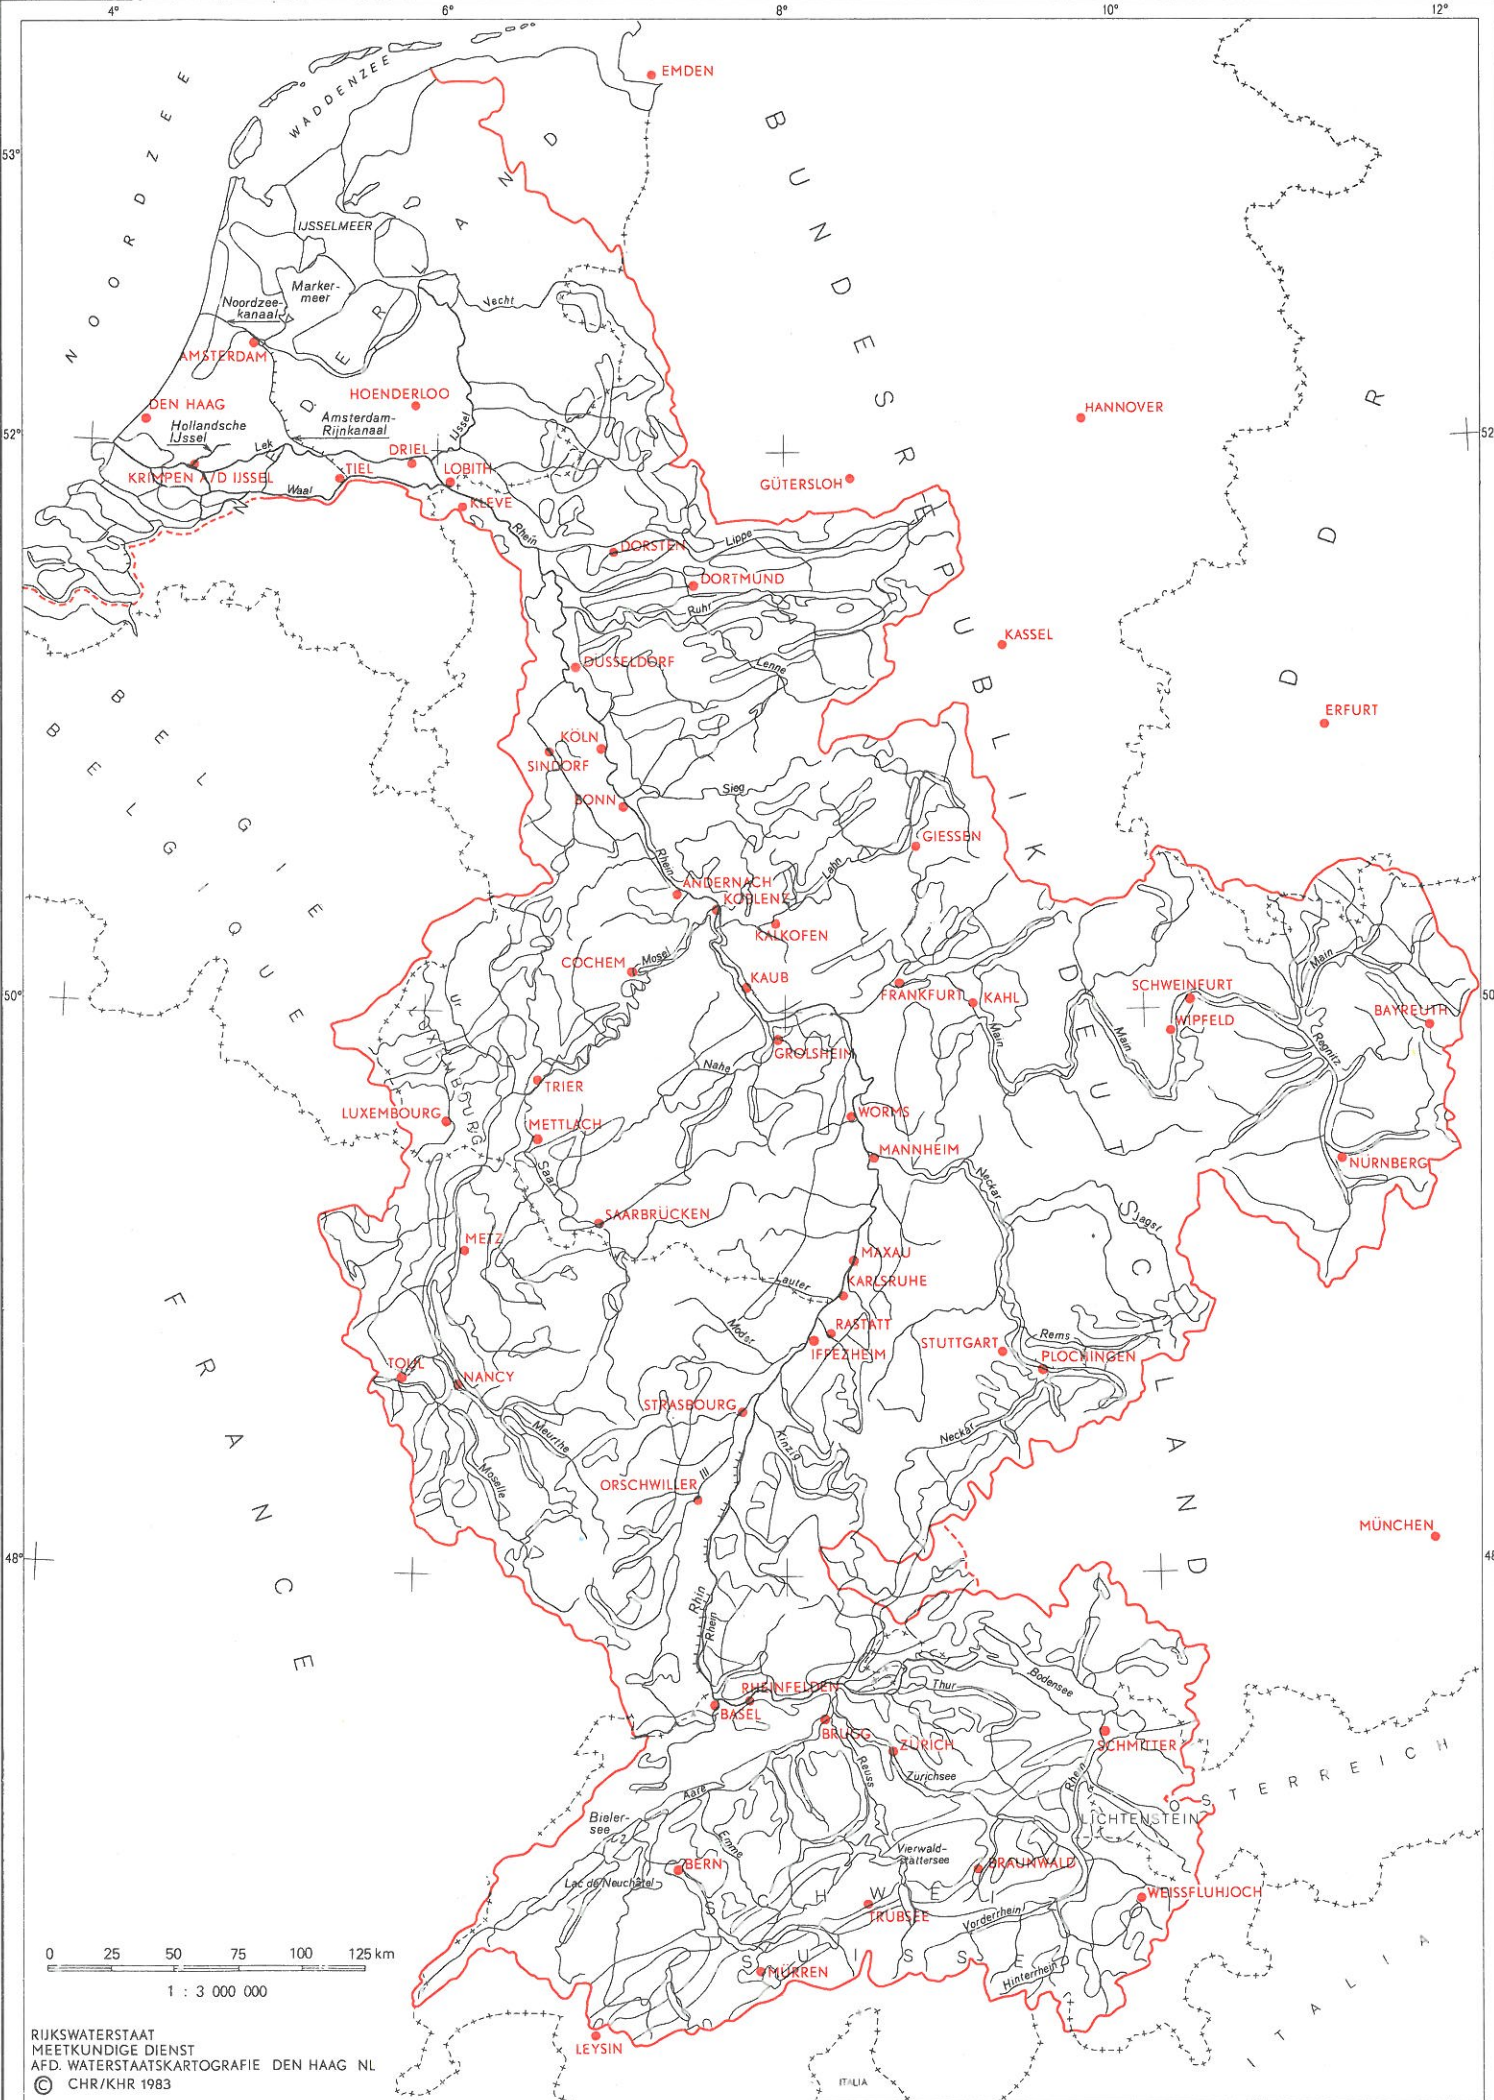 4°
6°
8°
10°
12°
53°
52°
52
50
48°
48
NOORDZEE
WADDENZEE
NEDERLAND
BUNDESREPUBLIK
DEUTSCHLAND
DDR
BELGIE
BELGIQUE
LUXEMBOURG
FRANCE
SCHWEIZ
SUISSE
LICHTENSTEIN
ÖSTERREICH
ITALIA
ITALIA
EMDEN
IJSSELMEER
Marker-
meer
Noordzee-
kanaal
Vecht
AMSTERDAM
DEN HAAG
HOENDERLOO
Hollandsche
IJssel
Amsterdam-
Rijnkanaal
IJssel
Lek
DRIEL
LOBITH
KRIMPEN A/D IJSSEL
TIEL
Waal
KLEVE
HANNOVER
GÜTERSLOH
Rhein
DORSTEN
Lippe
DORTMUND
Ruhr
KASSEL
DÜSSELDORF
Lenne
ERFURT
KÖLN
SINDORF
Sieg
BONN
GIESSEN
Rhein
Lahn
ANDERNACH
KOBLENZ
KALKOFEN
COCHEM
Mosel
KAUB
FRANKFURT
KAHL
Main
Main
SCHWEINFURT
WIPFELD
Main
BAYREUTH
Regnitz
GROLSHEIM
Nahe
TRIER
LUXEMBOURG
METTLACH
WORMS
MANNHEIM
NÜRNBERG
Saar
Neckar
SAARBRÜCKEN
Jagst
METZ
MAXAU
Lauter
KARLSRUHE
Moder
RASTATT
IFFEZHEIM
STUTTGART
Rems
PLOCHINGEN
TOUL
NANCY
STRASBOURG
Meurthe
Kinzig
Neckar
Moselle
ORSCHWILLER
Ill
MÜNCHEN
Rhin
Rhein
RHEINFELDEN
Thur
Bodensee
BASEL
BRUGG
ZÜRICH
SCHMITTER
Zürichsee
Reuss
Rhein
Aare
Bieler-
see
Emme
Vierwald-
stättersee
BERN
BRAUNWALD
Lac de Neuchâtel
WEISSFLUHJOCH
TRÜBSEE
Vorderrhein
MÜRREN
Hinterrhein
LEYSIN
0 25 50 75 100 125 km
1 : 3 000 000
RIJKSWATERSTAAT
MEETKUNDIGE DIENST
AFD. WATERSTAATSKARTOGRAFIE DEN HAAG NL
© CHR/KHR 1983